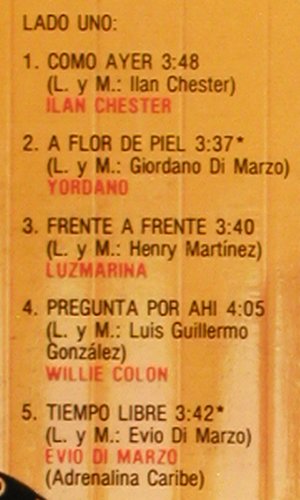 LADO UNO:
1. COMO AYER 3:48
(L. y M.: Ilan Chester)
ILAN CHESTER
2. A FLOR DE PIEL 3:37*
(L. y M.: Giordano Di Marzo)
YORDANO
3. FRENTE A FRENTE 3:40
(L. y M.: Henry Martínez)
LUZMARINA
4. PREGUNTA POR AHI 4:05
(L. y M.: Luis Guillermo
González)
WILLIE COLON
5. TIEMPO LIBRE 3:42*
(L. y M.: Evio Di Marzo)
EVIO DI MARZO
(Adrenalina Caribe)